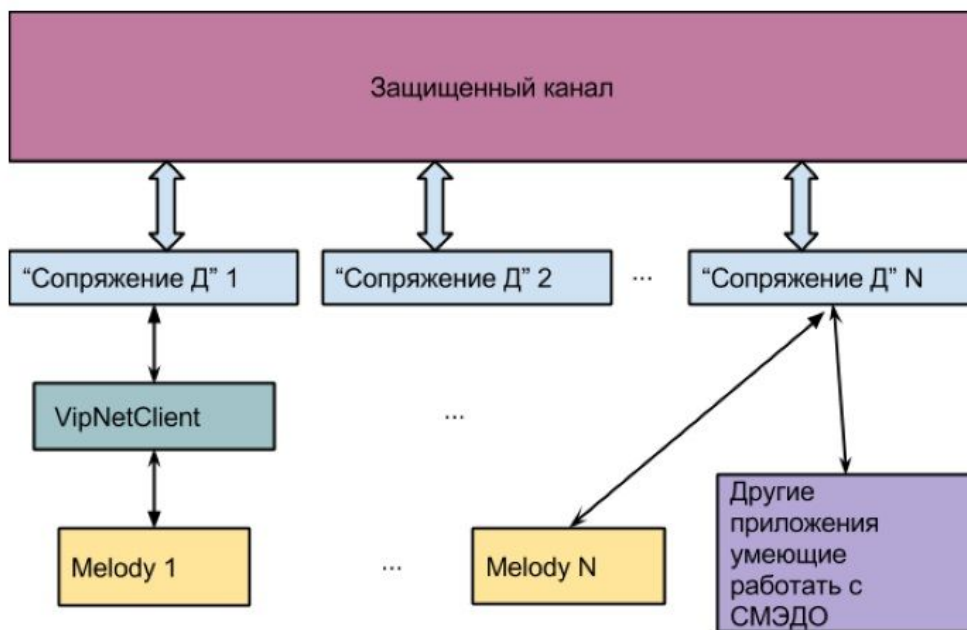 Защищенный канал
“Сопряжение Д” 1
“Сопряжение Д” 2
...
“Сопряжение Д” N
VipNetClient
...
Melody 1
...
Melody N
Другие
приложения
умеющие
работать с
СМЭДО